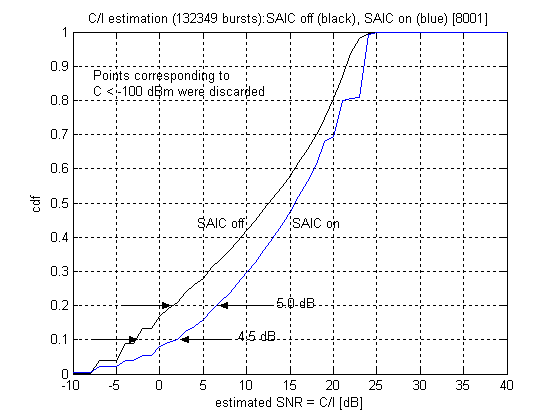 C/I estimation (132349 bursts):SAIC off (black), SAIC on (blue) [8001]
1
0.9
0.8
0.7
0.6
0.5
0.4
0.3
0.2
0.1
0
cdf
Points corresponding to
C < -100 dBm were discarded
SAIC off
SAIC on
5.0 dB
4.5 dB
-10
-5
0
5
10
15
20
25
30
35
40
estimated SNR = C/I [dB]